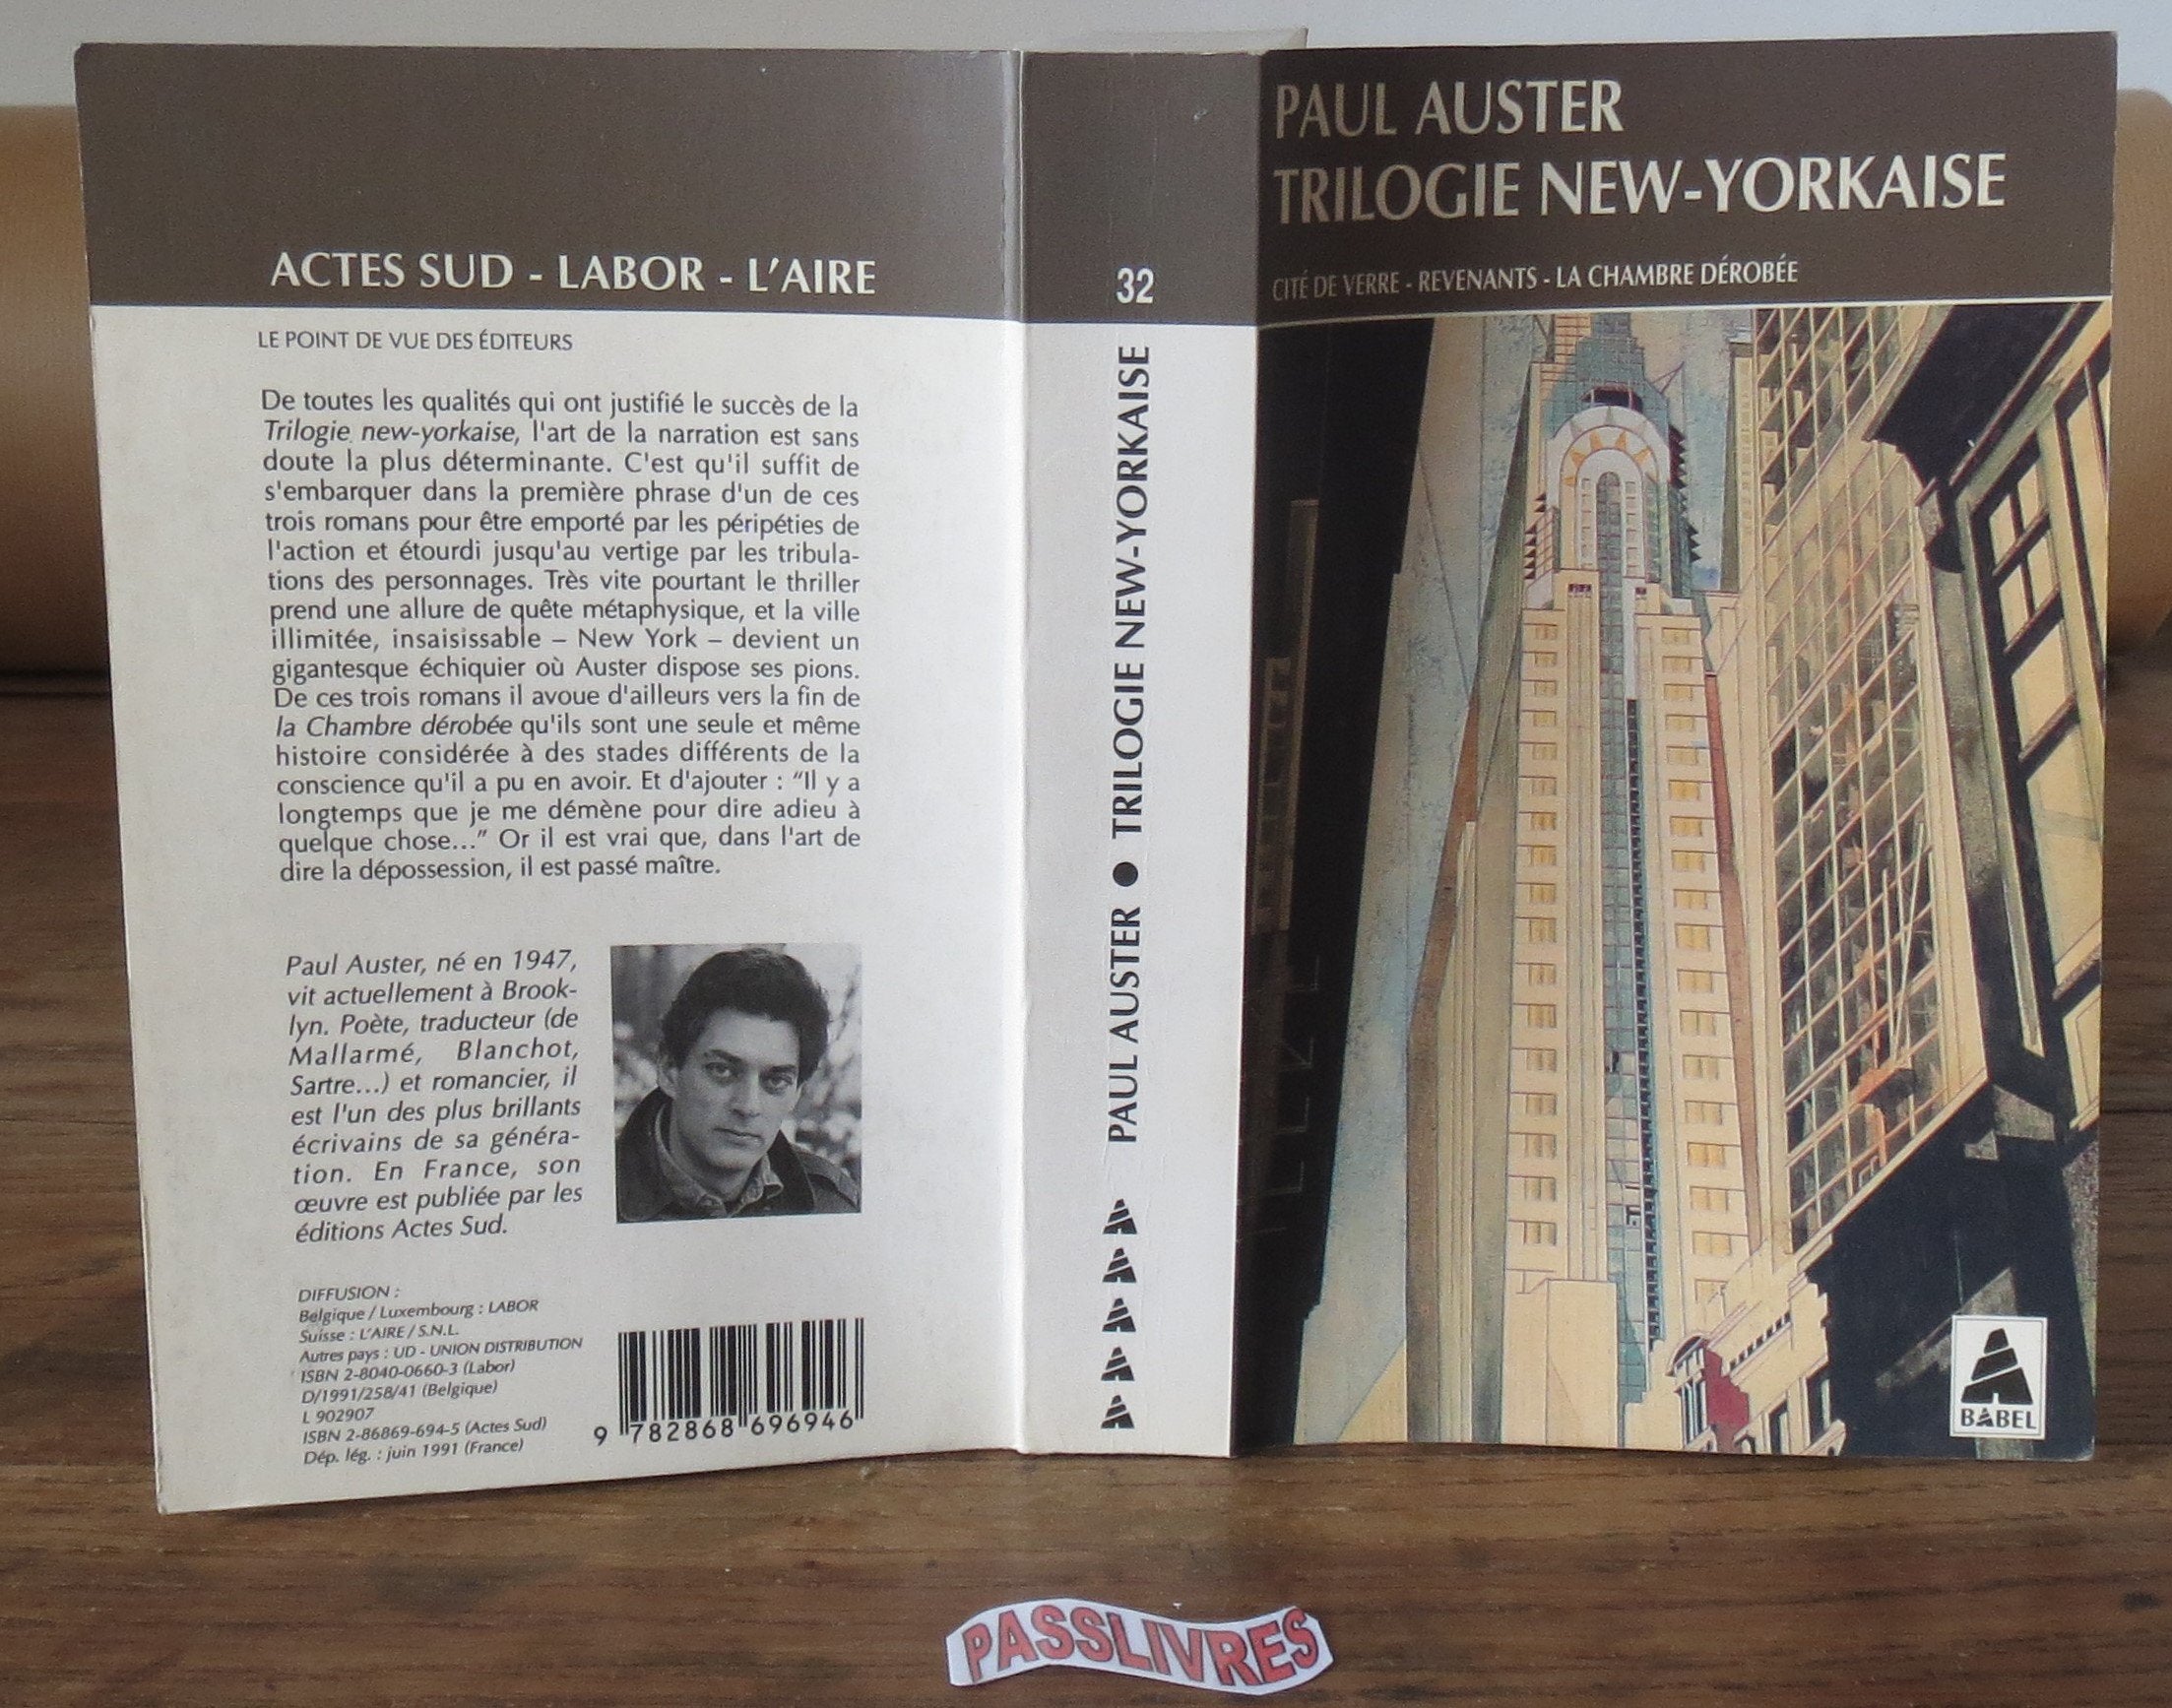 ACTES SUD - LABOR - L'AIRE
LE POINT DE VUE DES ÉDITEURS
De toutes les qualités qui ont justifié le succès de la
Trilogie new-yorkaise, l'art de la narration est sans
doute la plus déterminante. C'est qu'il suffit de
s'embarquer dans la première phrase d'un de ces
trois romans pour être emporté par les péripéties de
l'action et étourdi jusqu'au vertige par les tribula-
tions des personnages. Très vite pourtant le thriller
prend une allure de quête métaphysique, et la ville
illimitée, insaisissable – New York – devient un
gigantesque échiquier où Auster dispose ses pions.
De ces trois romans il avoue d'ailleurs vers la fin de
la Chambre dérobée qu'ils sont une seule et même
histoire considérée à des stades différents de la
conscience qu'il a pu en avoir. Et d'ajouter : “Il y a
longtemps que je me démène pour dire adieu à
quelque chose...” Or il est vrai que, dans l'art de
dire la dépossession, il est passé maître.
Paul Auster, né en 1947,
vit actuellement à Brook-
lyn. Poète, traducteur (de
Mallarmé, Blanchot,
Sartre...) et romancier, il
est l'un des plus brillants
écrivains de sa généra-
tion. En France, son
œuvre est publiée par les
éditions Actes Sud.
DIFFUSION :
Belgique / Luxembourg : LABOR
Suisse : L'AIRE / S.N.L.
Autres pays : UD - UNION DISTRIBUTION
ISBN 2-8040-0660-3 (Labor)
D/1991/258/41 (Belgique)
L 902907
ISBN 2-86869-694-5 (Actes Sud)
Dép. lég. : juin 1991 (France)
9 782868 696946
32
PAUL AUSTER ● TRILOGIE NEW-YORKAISE
PAUL AUSTER
TRILOGIE NEW-YORKAISE
CITÉ DE VERRE - REVENANTS - LA CHAMBRE DÉROBÉE
BABEL
PASSLIVRES